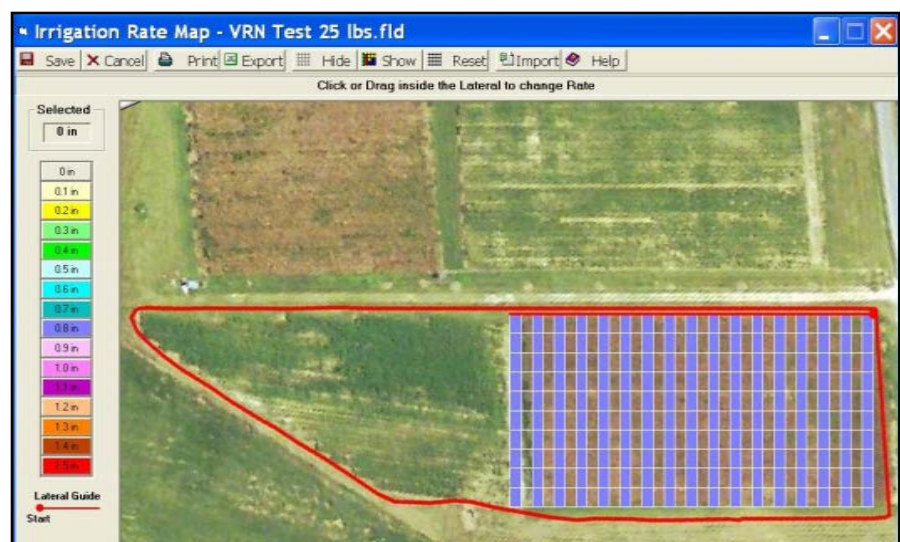 Irrigation Rate Map - VRN Test 25 lbs.fld
Save Cancel Print Export Hide Show Reset Import Help
Click or Drag inside the Lateral to change Rate
Selected
0 in
0 in
0.1 in
0.2 in
0.3 in
0.4 in
0.5 in
0.6 in
0.7 in
0.8 in
0.9 in
1.0 in
1.1 in
1.2 in
1.3 in
1.4 in
1.5 in
Lateral Guide
Start